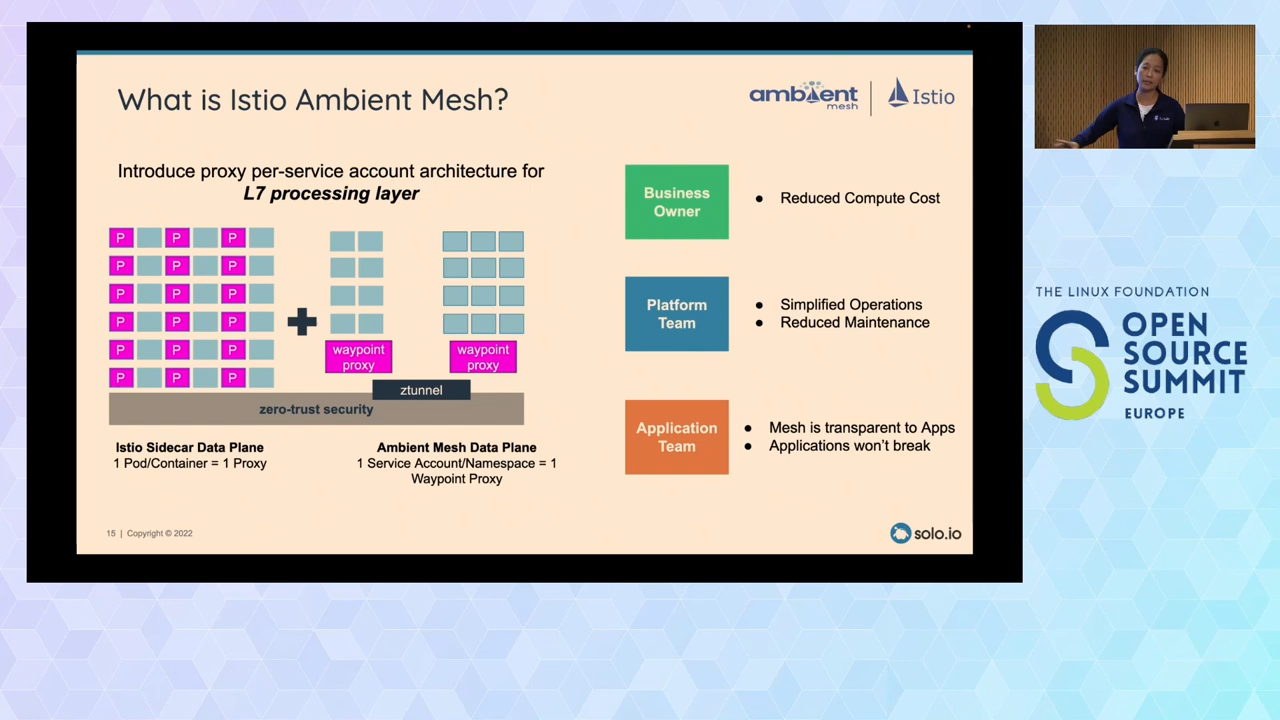 What is Istio Ambient Mesh?
ambient
mesh
Istio
Introduce proxy per-service account architecture for
L7 processing layer
P P P
P P P
P P P
P P P
P P P
P P P
waypoint
proxy
waypoint
proxy
ztunnel
zero-trust security
Istio Sidecar Data Plane
1 Pod/Container = 1 Proxy
Ambient Mesh Data Plane
1 Service Account/Namespace = 1
Waypoint Proxy
Business
Owner
● Reduced Compute Cost
Platform
Team
● Simplified Operations
● Reduced Maintenance
Application
Team
● Mesh is transparent to Apps
● Applications won't break
15 | Copyright © 2022
solo.io
THE LINUX FOUNDATION
OPEN
SOURCE
SUMMIT
EUROPE